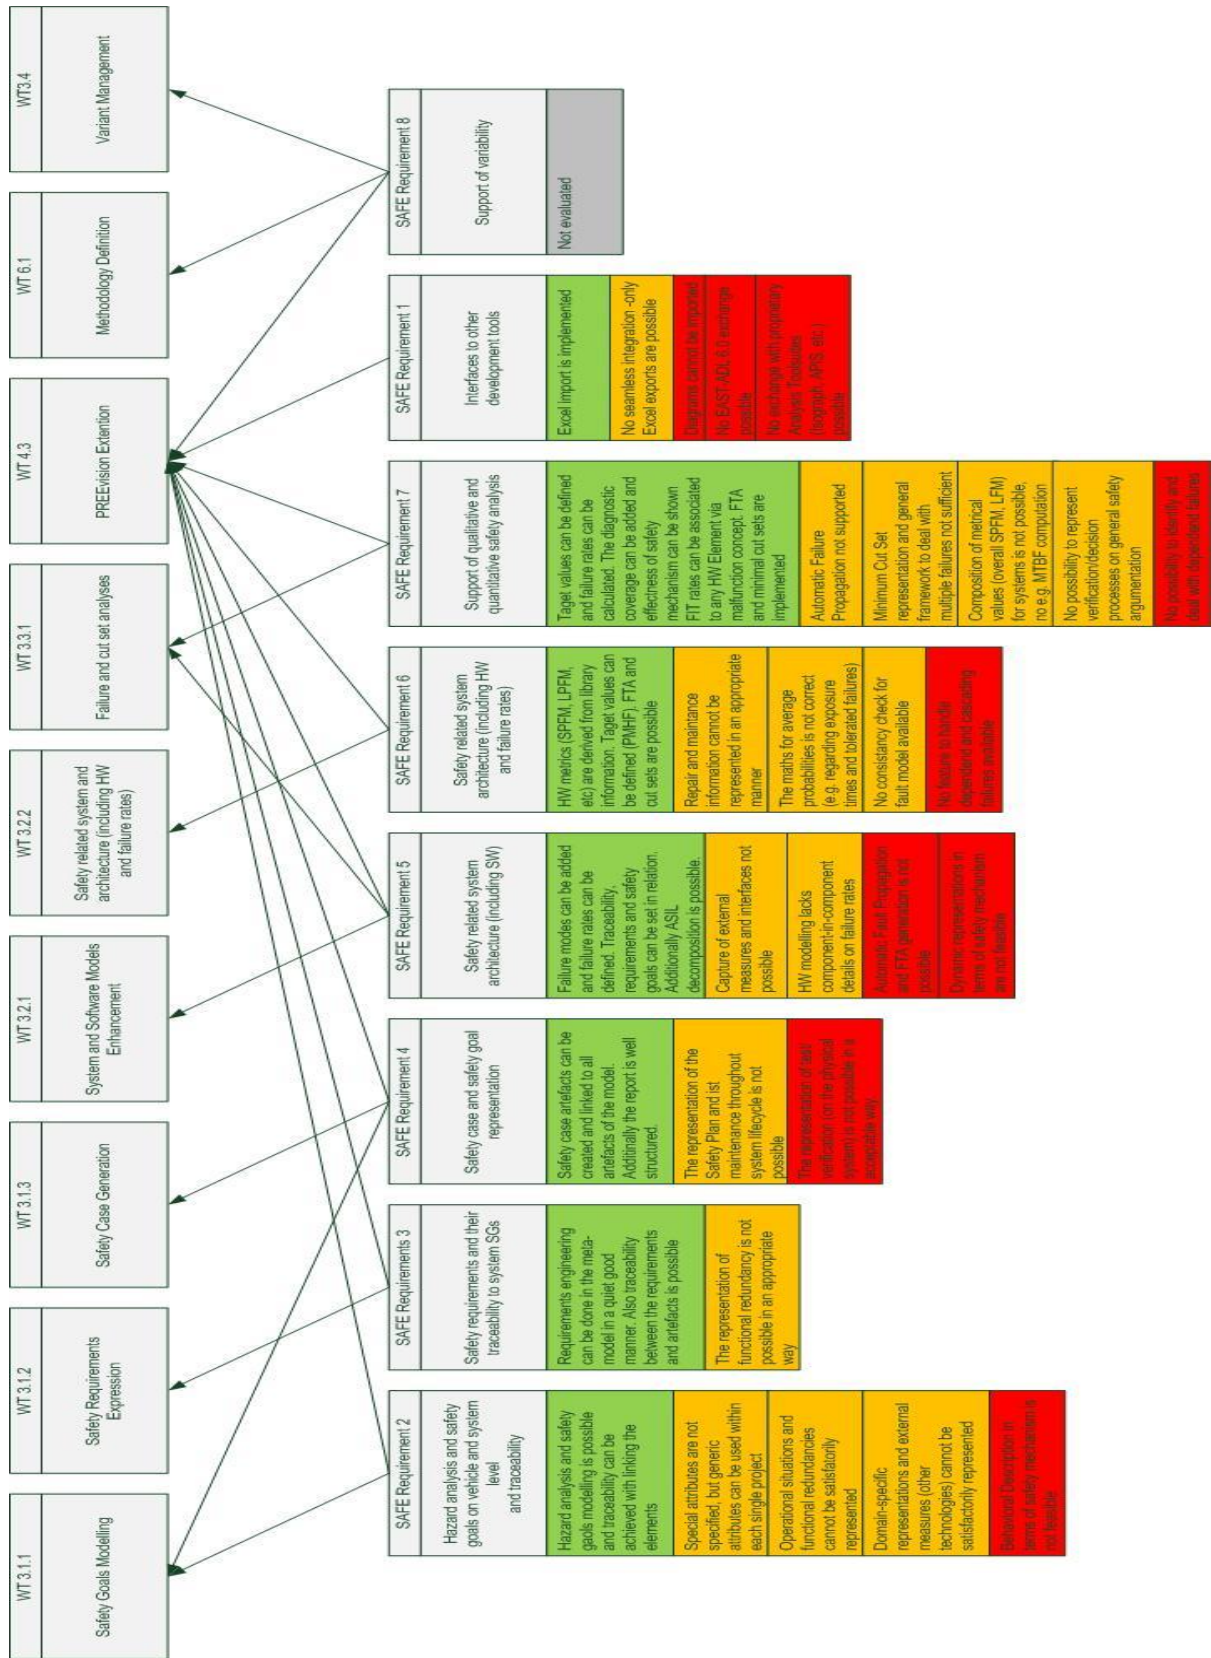 WT 3.1.1
Safety Goals Modelling
WT 3.1.2
Safety Requirements
Expression
WT 3.1.3
Safety Case Generation
WT 3.2.1
System and Software Models
Enhancement
WT 3.2.2
Safety related system and
architecture (including HW
and failure rates)
WT 3.3.1
Failure and cut set analyses
WT 4.3
PREEvision Extention
WT 6.1
Methodology Definition
WT3.4
Variant Management
SAFE Requirement 2
Hazard analysis and safety
goals on vehicle and system
level
and traceability
Hazard analysis and safety
gaols modelling is possible
and traceability can be
achieved with linking the
elements
Special attributes are not
specified, but generic
attributes can be used within
each single project
Operational situations and
functional redundancies
cannot be satisfatorily
represented
Domain-specific
representations and external
measures (other
technologies) cannot be
satisfactorily represented
Behavioral Description in
terms of safety mechanism is
not feasible
SAFE Requirements 3
Safety requirements and their
traceability to system SGs
Requirements engineering
can be done in the meta-
model in a quiet good
manner. Also traceability
between the requirements
and artefacts is possible
The representation of
functional redundancy is not
possible in an appropriate
way
SAFE Requirement 4
Safety case and safety goal
representation
Safety case artefacts can be
created and linked to all
artefacts of the model.
Additinally the report is well
structured.
The representation of the
Safety Plan and ist
maintenance throughout
system lifecycle is not
possible
The representation of test/
verification (on the physical
system) is not possible in a
acceptable way
SAFE Requirement 5
Safety related system
architecture (including SW)
Failure modes can be added
and failure rates can be
defined. Traceability,
requirements and safety
goals can be set in relation.
Additionally ASIL
decomposition is possible.
Capture of external
measures and interfaces not
possible
HW modelling lacks
component-in-component
details on failure rates
Automatic Fault Propagation
and FTA generation is not
possible
Dynamic representations in
terms of safety mechanism
are not feasible
SAFE Requirement 6
Safety related system
architecture (including HW
and failure rates)
HW metrics (SPFM, LPFM,
etc) are derived from library
information. Taget values can
be defined (PMHF). FTA and
cut sets are possible
Repair and maintance
information cannot be
represented in an appropriate
manner
The maths for average
probabilities is not correct
(e.g. regarding exposure
times and tolerated failures)
No consistancy check for
fault model available
No feature to handle
dependend and cascading
failures available
SAFE Requirement 7
Support of qualitative and
quantitative safety analysis
Taget values can be defined
and failure rates can be
calculated. The diagnostic
coverage can be added and
effectness of safety
mechanism can be shown
FIT rates can be associated
to any HW Element via
malfunction concept. FTA
and minimal cut sets are
implemented
Automatic Failure
Propagation not supported
Minimum Cut Set
representation and general
framework to deal with
multiple failures not sufficient
Composition of metrical
values (overall SPFM, LFM)
for systems is not possible,
no e.g. MTBF computation
No possibility to represent
verification/decision
processes on general safety
argumentation
No possibility to identify and
deal with dependend failures
SAFE Requirement 1
Interfaces to other
development tools
Excel import is implemented
No seamless integration -only
Excel exports are possible
Diagrams cannot be imported
No EAST-ADL 6.0 exchange
possible
No exchange with proprietary
Analysis Toolsuites
(Isograph, APIS, etc.)
possible
SAFE Requirement 8
Support of variability
Not evaluated